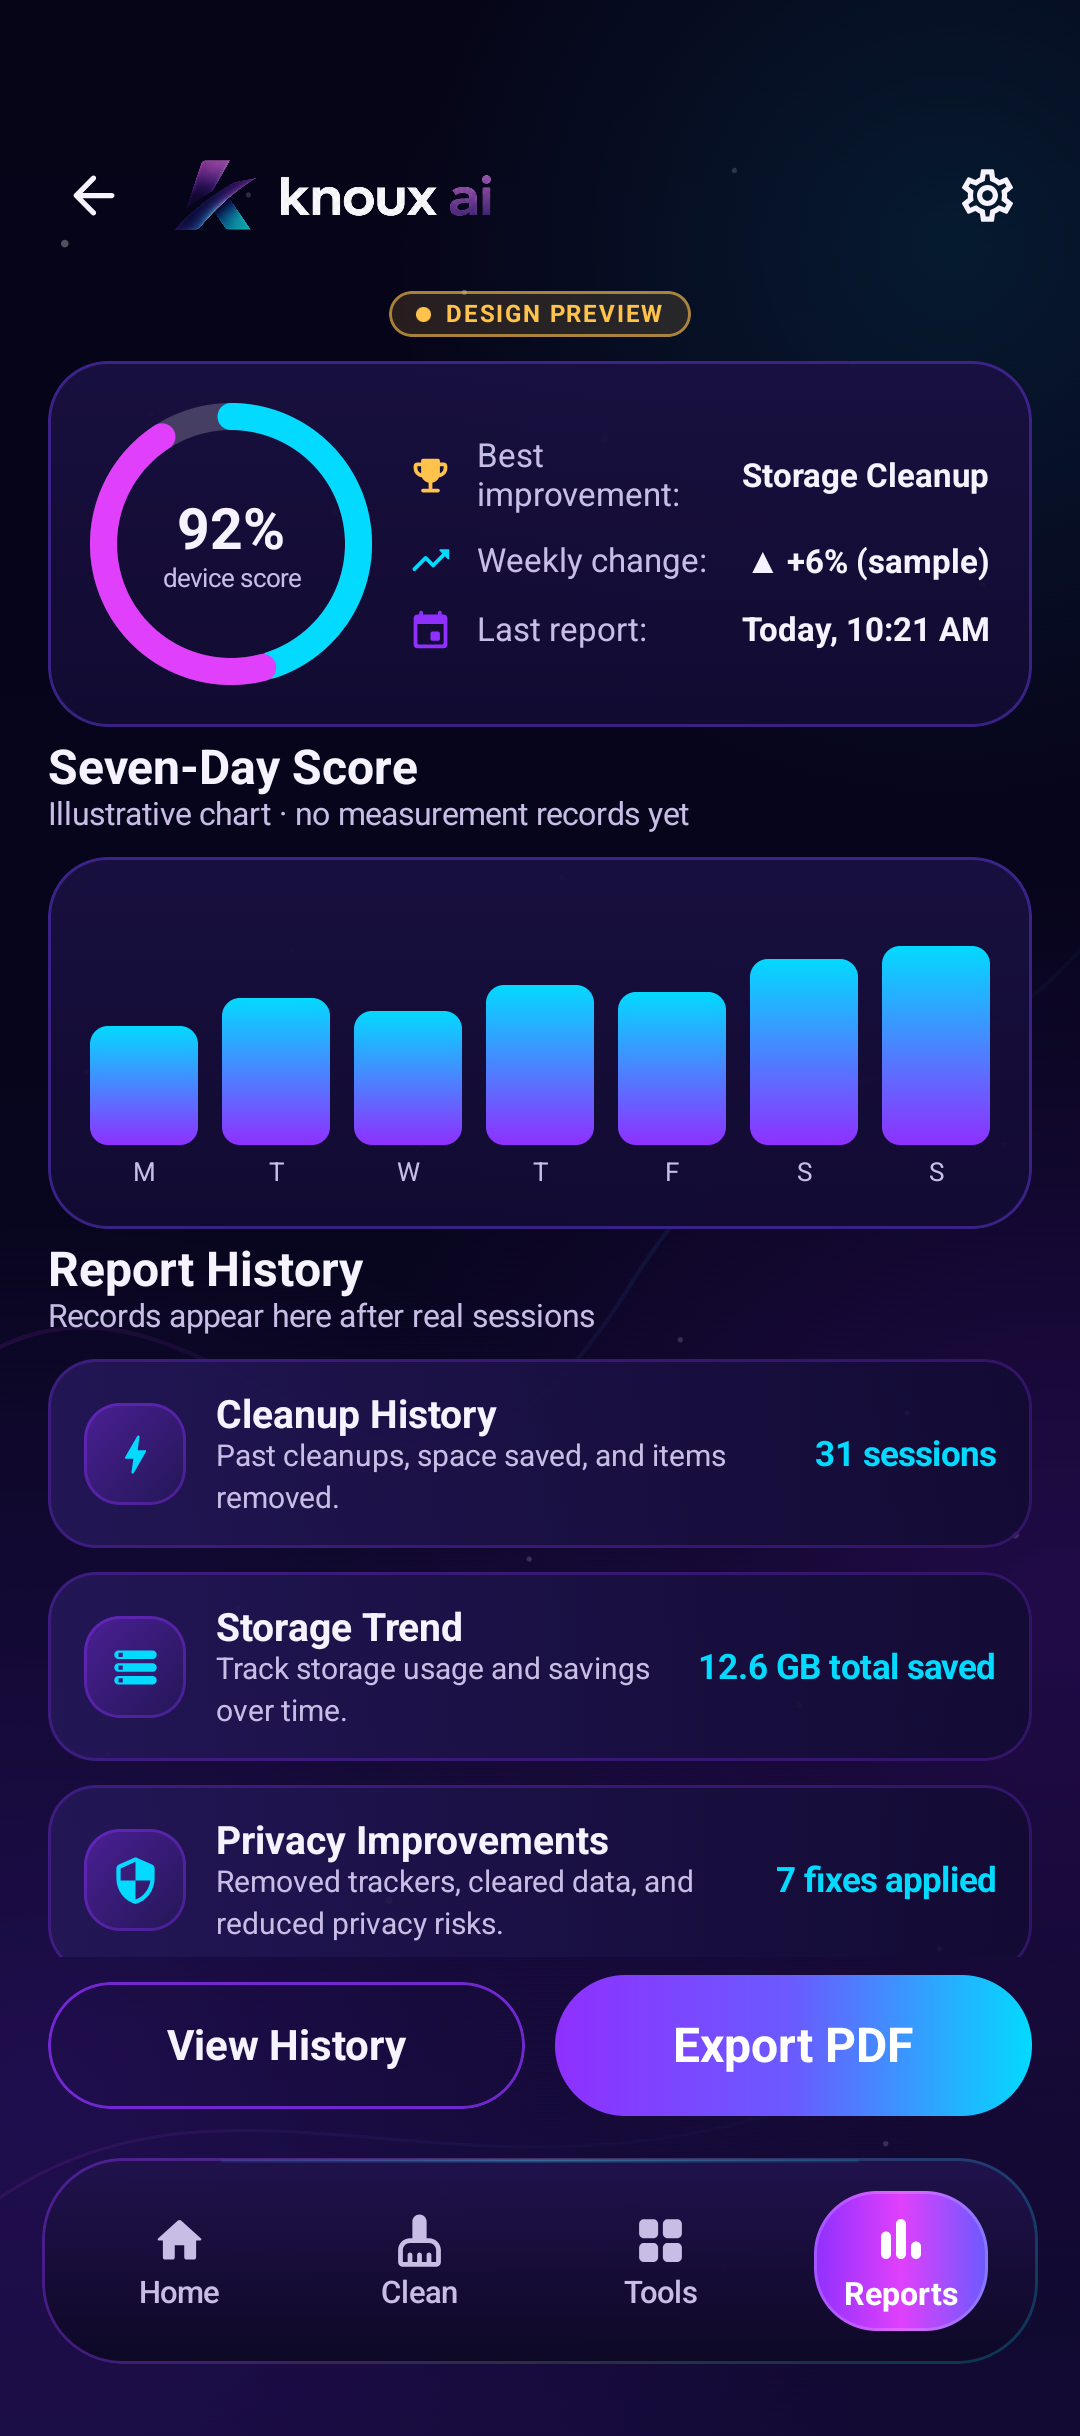 knoux ai
DESIGN PREVIEW
92%
device score
Best
improvement:
Storage Cleanup
Weekly change:
▲ +6% (sample)
Last report:
Today, 10:21 AM
Seven-Day Score
Illustrative chart · no measurement records yet
M T W T F S S
Report History
Records appear here after real sessions
Cleanup History
Past cleanups, space saved, and items
removed.
31 sessions
Storage Trend
Track storage usage and savings
over time.
12.6 GB total saved
Privacy Improvements
Removed trackers, cleared data, and
reduced privacy risks.
7 fixes applied
View History
Export PDF
Home
Clean
Tools
Reports